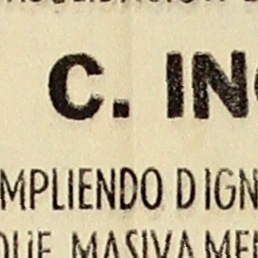 C. IN
MPLIENDO DIGN
QUE, MASIVAMEN